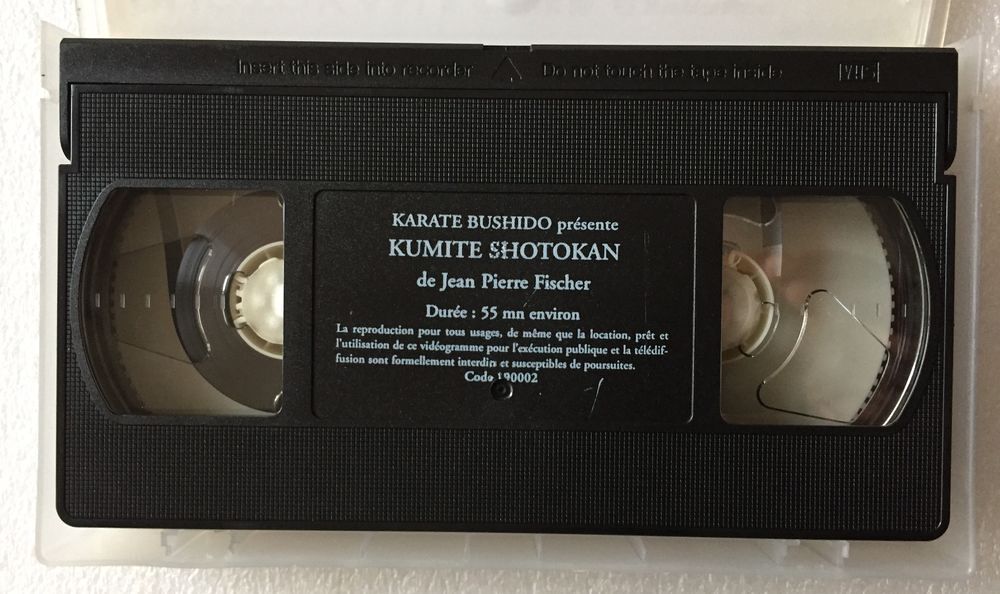 Insert this side into recorder Do not touch the tape inside VHS
KARATE BUSHIDO présente
KUMITE SHOTOKAN
de Jean Pierre Fischer
Durée : 55 mn environ
La reproduction pour tous usages, de même que la location, prêt et
l'utilisation de ce vidéogramme pour l'exécution publique et la télédif-
fusion sont formellement interdits et susceptibles de poursuites.
Code 190002